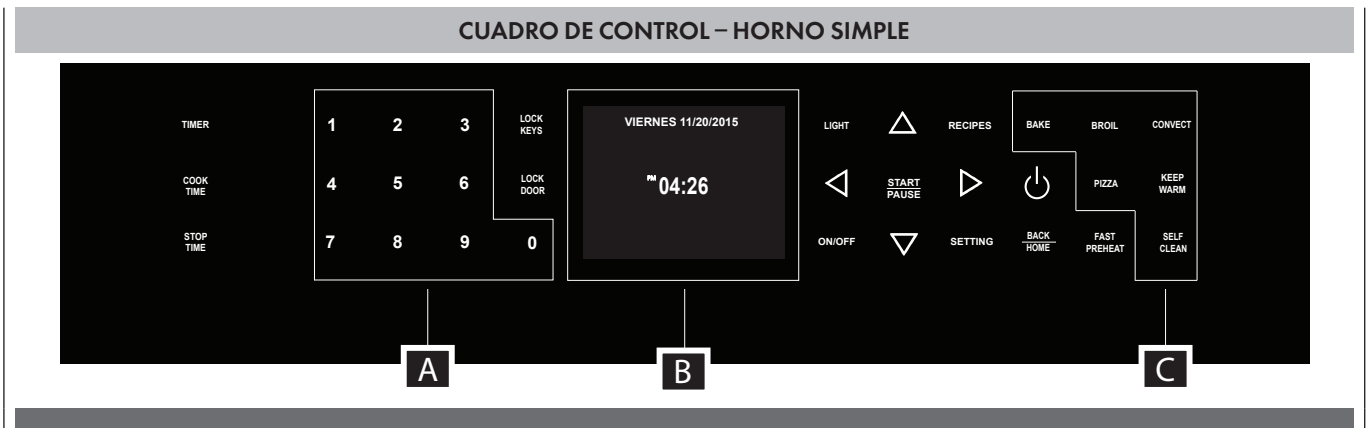 CUADRO DE CONTROL – HORNO SIMPLE
TIMER
1 2 3
LOCK
KEYS
VIERNES 11/20/2015
LIGHT
RECIPES
BAKE
BROIL
CONVECT
COOK
TIME
4 5 6
LOCK
DOOR
PM 04:26
START
PAUSE
PIZZA
KEEP
WARM
STOP
TIME
7 8 9 0
ON/OFF
SETTING
BACK
HOME
FAST
PREHEAT
SELF
CLEAN
A
B
C